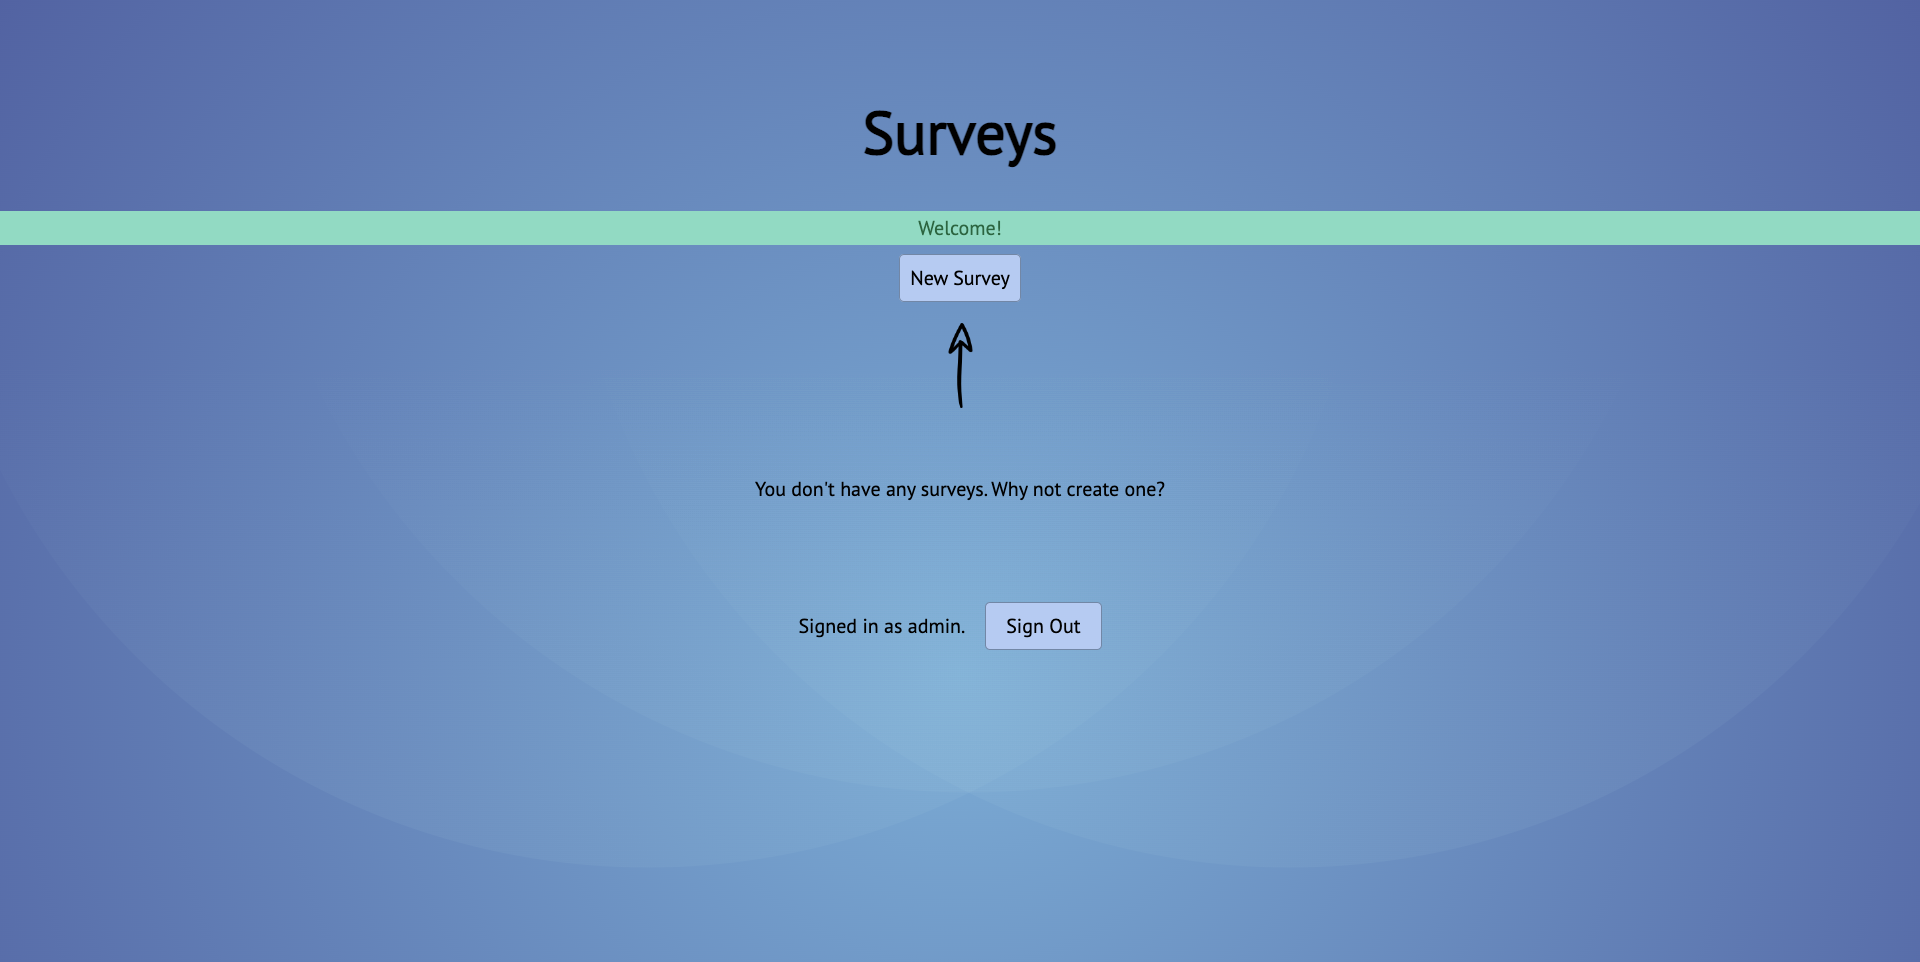 Surveys
Welcome!
New Survey
You don't have any surveys. Why not create one?
Signed in as admin. Sign Out